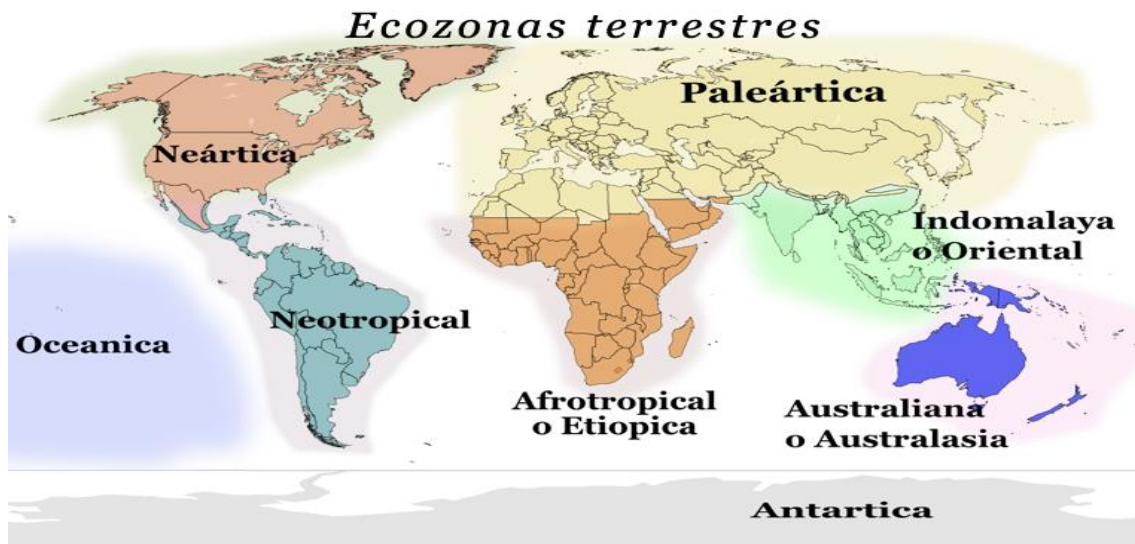 Ecozonas terrestres
Paleártica
Neártica
Indomalaya
o Oriental
Neotropical
Oceanica
Afrotropical
o Etiopica
Australiana
o Australasia
Antartica